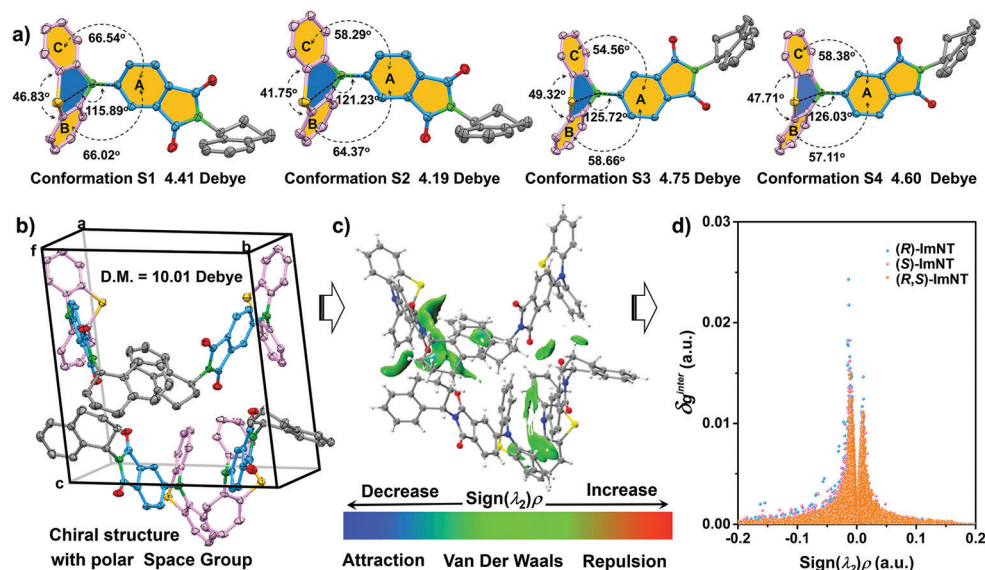 a)
C
66.54°
A
46.83°
115.89°
B
66.02°
Conformation S1 4.41 Debye
C
58.29°
A
41.75°
121.23°
B
64.37°
Conformation S2 4.19 Debye
C
54.56°
A
49.32°
125.72°
B
58.66°
Conformation S3 4.75 Debye
C
58.38°
A
47.71°
126.03°
B
57.11°
Conformation S4 4.60 Debye
b)
a
f
b
D.M. = 10.01 Debye
c
Chiral structure
with polar Space Group
c)
Decrease
Sign(λ₂)ρ
Increase
Attraction
Van Der Waals
Repulsion
d)
0.03
0.02
0.01
0.00
δg^inter (a.u.)
(R)-ImNT
(S)-ImNT
(R,S)-ImNT
-0.2 -0.1 0.0 0.1 0.2
Sign(λ₂)ρ (a.u.)